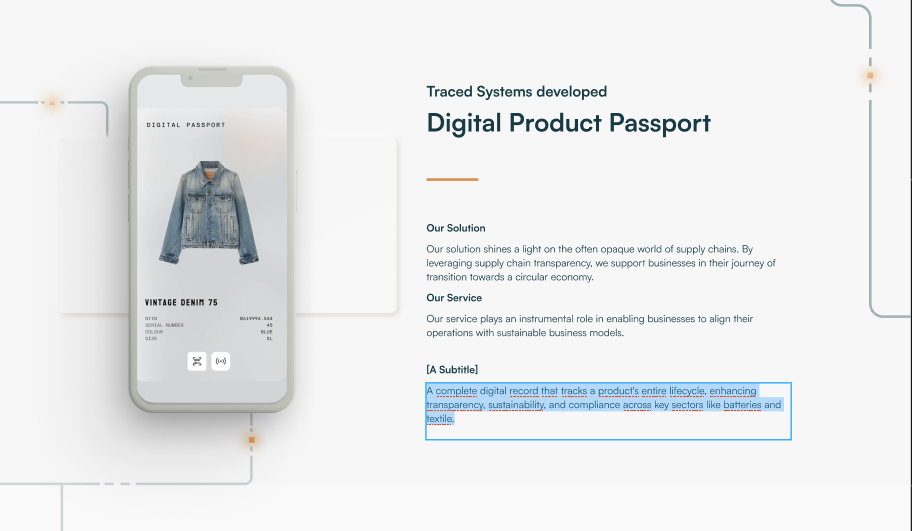 Traced Systems developed
Digital Product Passport
DIGITAL PASSPORT
VINTAGE DENIM 75
GTIN
SERIAL NUMBER 45
COLOUR BLUE
SIZE XL
Our Solution
Our solution shines a light on the often opaque world of supply chains. By
leveraging supply chain transparency, we support businesses in their journey of
transition towards a circular economy.
Our Service
Our service plays an instrumental role in enabling businesses to align their
operations with sustainable business models.
[A Subtitle]
A complete digital record that tracks a product's entire lifecycle, enhancing
transparency, sustainability, and compliance across key sectors like batteries and
textile.